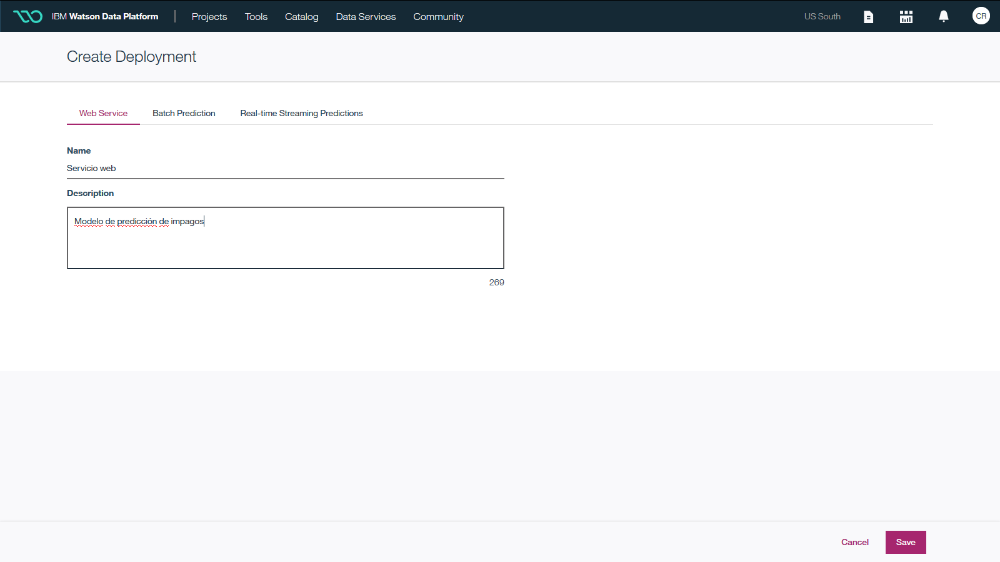 IBM Watson Data Platform | Projects Tools Catalog Data Services Community US South CR
Create Deployment
Web Service Batch Prediction Real-time Streaming Predictions
Name
Servicio web
Description
Modelo de predicción de impagos
269
Cancel Save